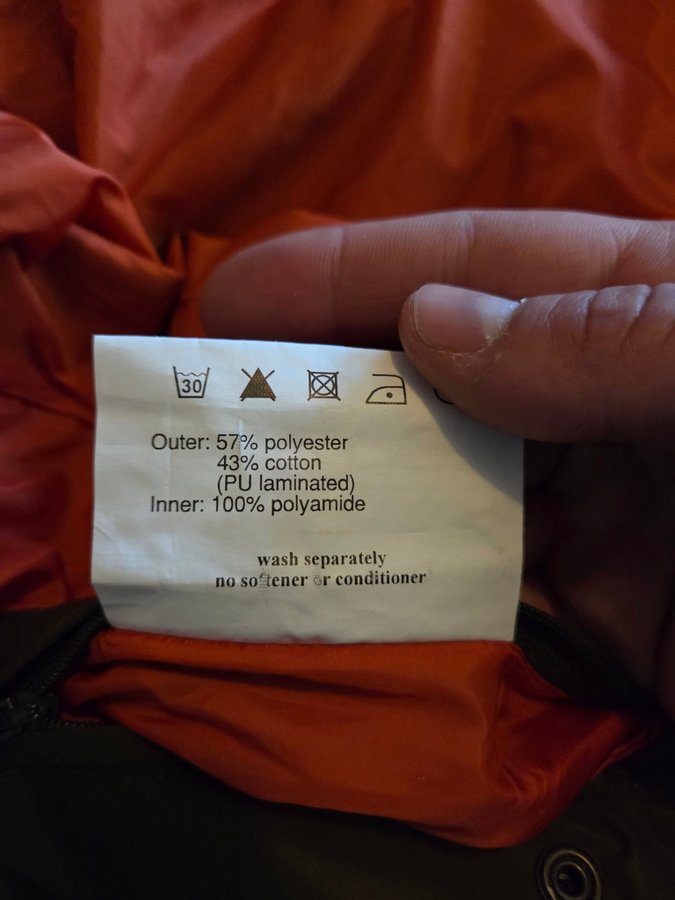 30
Outer: 57% polyester
43% cotton
(PU laminated)
Inner: 100% polyamide
wash separately
no softener or conditioner